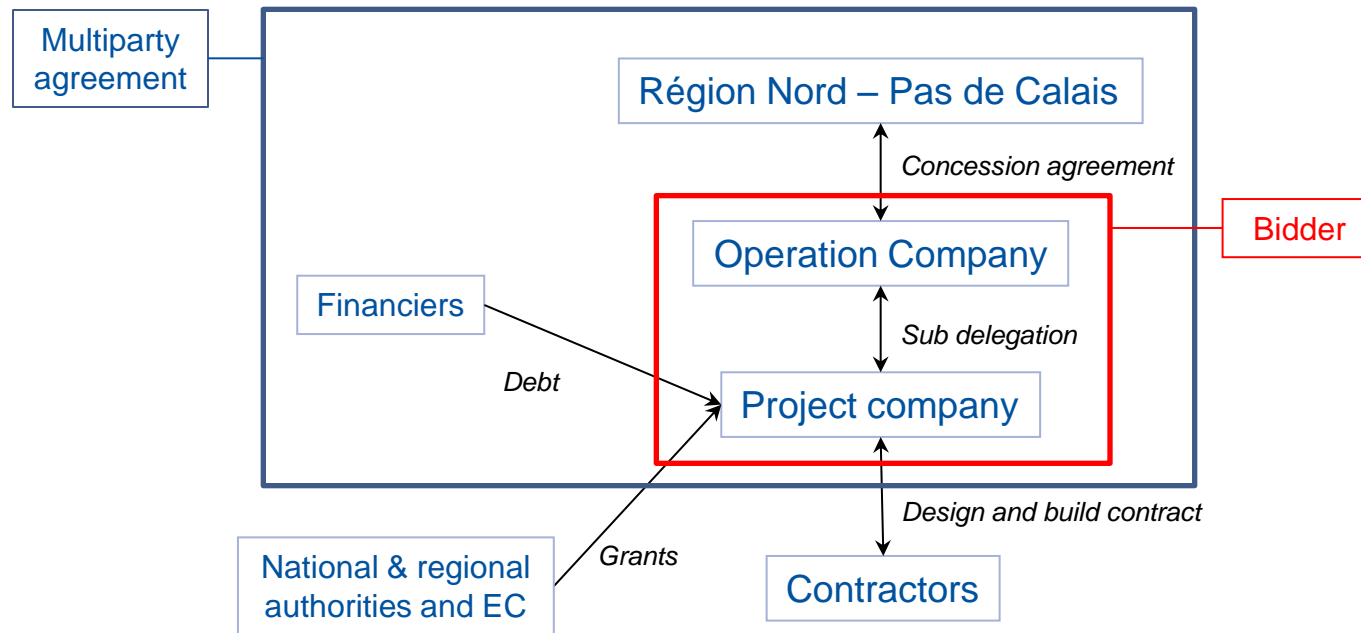 Multiparty
agreement
Région Nord – Pas de Calais
Concession agreement
Bidder
Operation Company
Financiers
Sub delegation
Debt
Project company
Design and build contract
Grants
National & regional
authorities and EC
Contractors